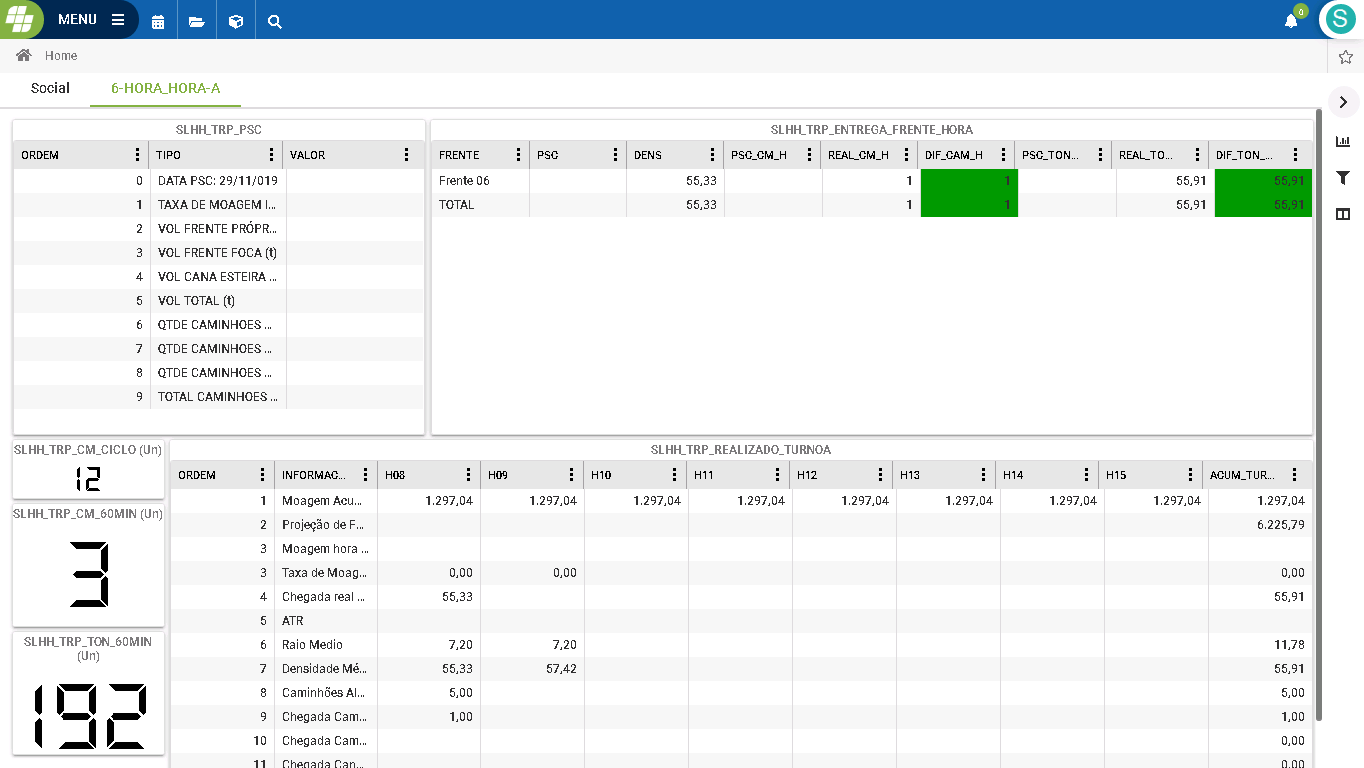 MENU
0
S
Home
Social 6-HORA_HORA-A
SLHH_TRP_PSC
ORDEM TIPO VALOR
0 DATA PSC: 29/11/019
1 TAXA DE MOAGEM I...
2 VOL FRENTE PRÓPR...
3 VOL FRENTE FOCA (t)
4 VOL CANA ESTEIRA ...
5 VOL TOTAL (t)
6 QTDE CAMINHOES ...
7 QTDE CAMINHOES ...
8 QTDE CAMINHOES ...
9 TOTAL CAMINHOES ...
SLHH_TRP_ENTREGA_FRENTE_HORA
FRENTE PSC DENS PSC_CM_H REAL_CM_H DIF_CAM_H PSC_TON... REAL_TO... DIF_TON_...
Frente 06 55,33 1 1 55,91 55,91
TOTAL 55,33 1 1 55,91 55,91
SLHH_TRP_CM_CICLO (Un)
12
SLHH_TRP_CM_60MIN (Un)
3
SLHH_TRP_TON_60MIN
(Un)
192
SLHH_TRP_REALIZADO_TURNOA
ORDEM INFORMAC... H08 H09 H10 H11 H12 H13 H14 H15 ACUM_TUR...
1 Moagem Acu... 1.297,04 1.297,04 1.297,04 1.297,04 1.297,04 1.297,04 1.297,04 1.297,04 1.297,04
2 Projeção de F... 6.225,79
3 Moagem hora ...
3 Taxa de Moag... 0,00 0,00 0,00
4 Chegada real ... 55,33 55,91
5 ATR
6 Raio Medio 7,20 7,20 11,78
7 Densidade Mé... 55,33 57,42 55,91
8 Caminhões Al... 5,00 5,00
9 Chegada Cam... 1,00 1,00
10 Chegada Cam... 0,00
11 Chegada Can... 0,00